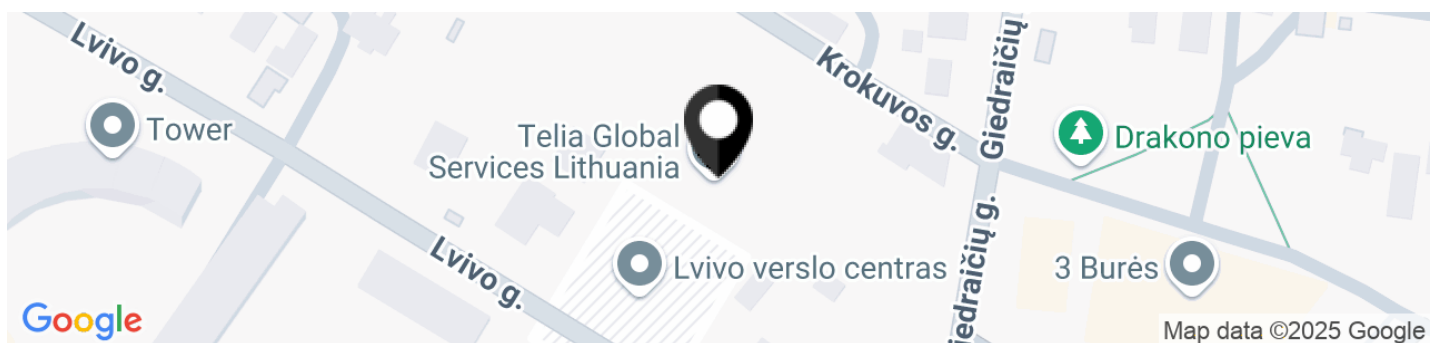 Lvivo g.
Tower
Telia Global
Services Lithuania
Krokuvos g.
Giedraičių
Drakono pieva
Lvivo g.
Lvivo verslo centras
iedraičių g.
3 Burės
Google
Map data ©2025 Google